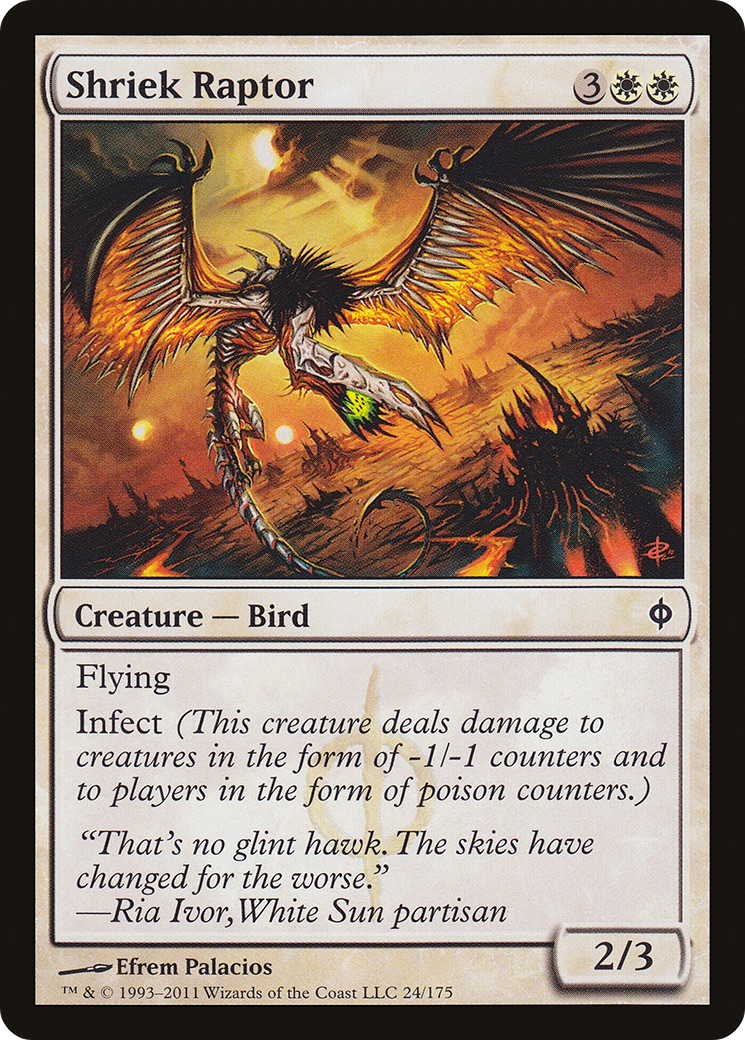 Shriek Raptor
3
Creature — Bird
Flying
Infect (This creature deals damage to
creatures in the form of -1/-1 counters and
to players in the form of poison counters.)
“That’s no glint hawk. The skies have
changed for the worse.”
—Ria Ivor, White Sun partisan
2/3
Efrem Palacios
™ & © 1993–2011 Wizards of the Coast LLC 24/175